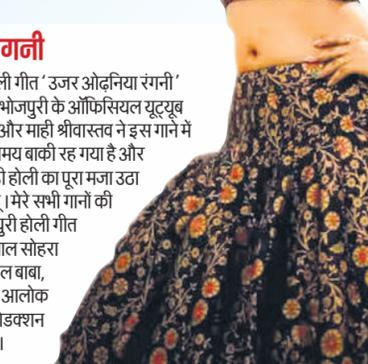 गनी
ली गीत ‘ उजर ओढ़निया रंगनी ’
भोजपुरी के ऑफिसियल यूट्यूब
और माही श्रीवास्तव ने इस गाने में
मय बाकी रह गया है और
होली का पूरा मजा उठा
। मेरे सभी गानों की
पुरी होली गीत
ाल सोहरा
ल बाबा,
आलोक
ोडक्शन
।